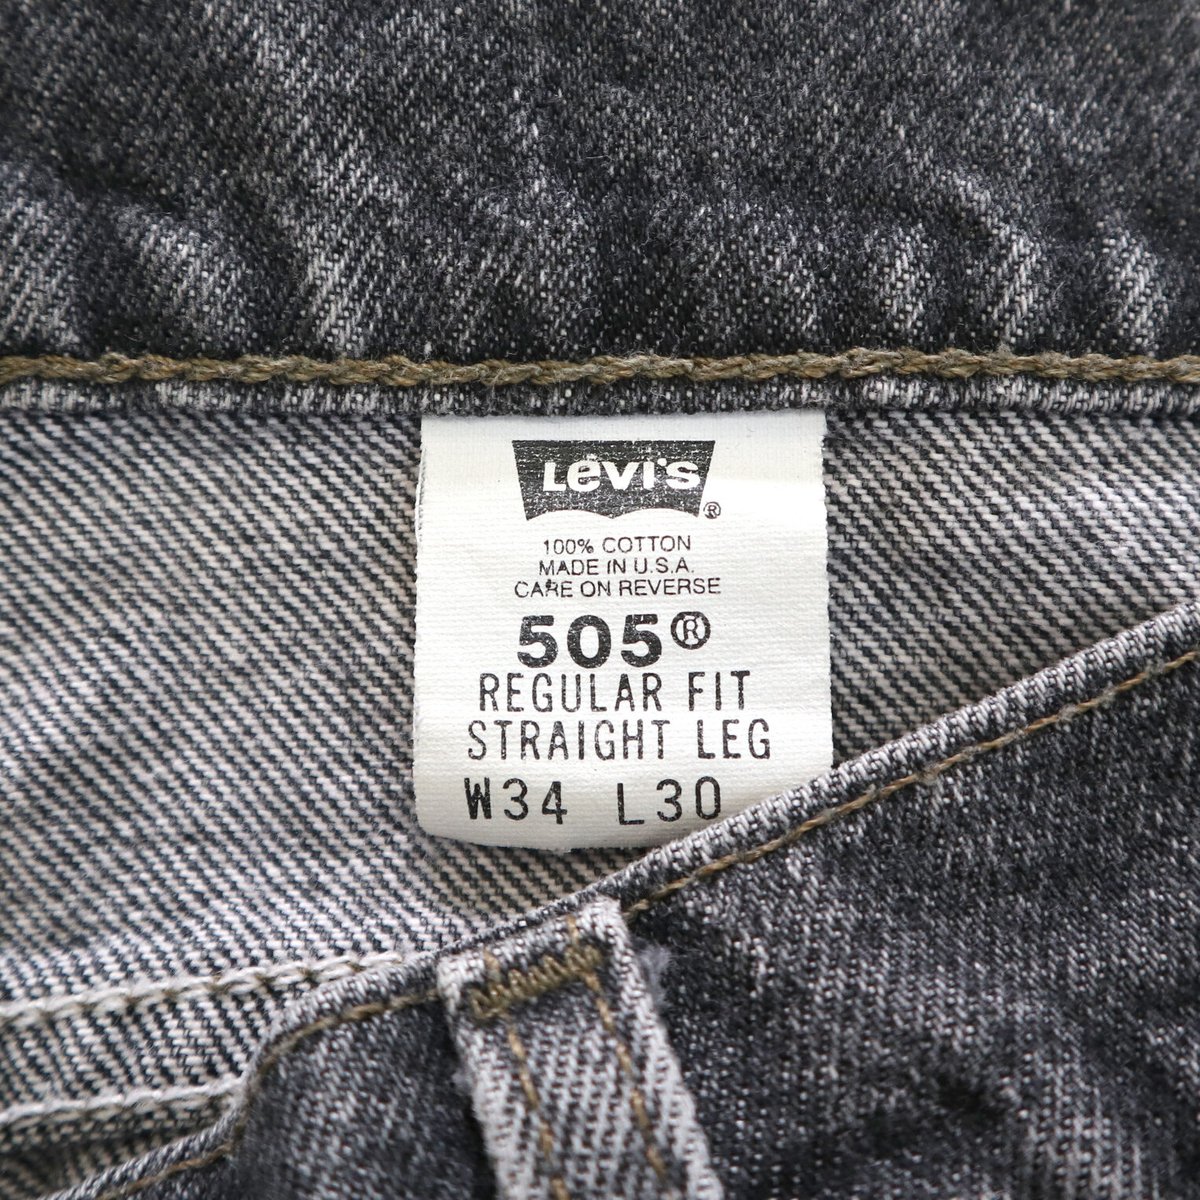 Levi's ®
100% COTTON
MADE IN U.S.A.
CARE ON REVERSE
505®
REGULAR FIT
STRAIGHT LEG
W34 L30